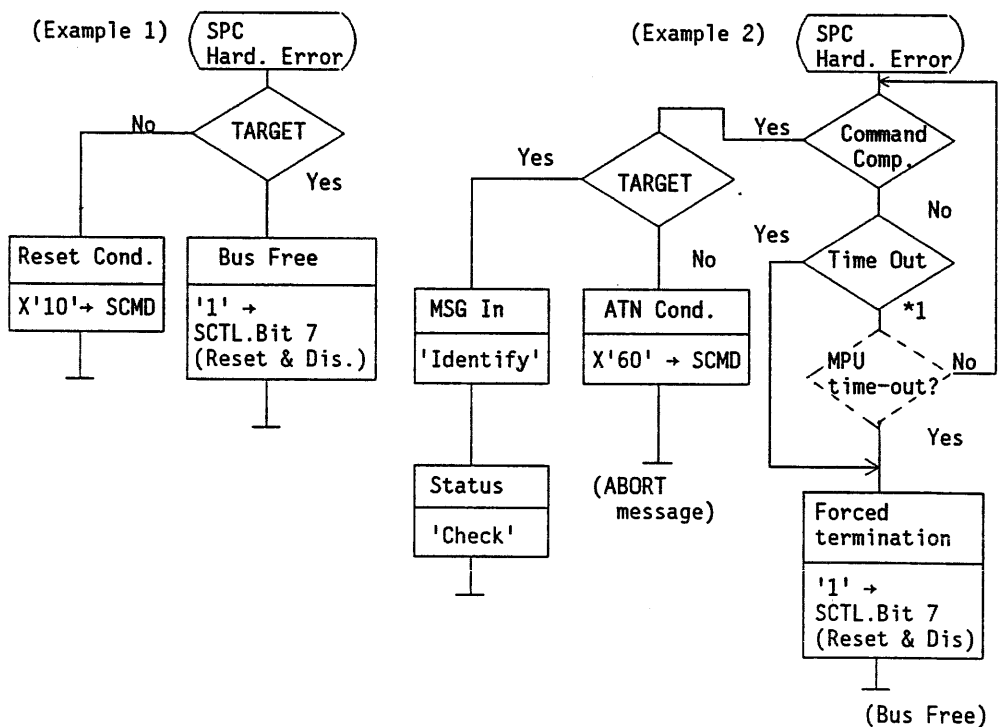 (Example 1)
SPC
Hard. Error
No
TARGET
Yes
Reset Cond.
X'10'→ SCMD
Bus Free
'1' →
SCTL.Bit 7
(Reset & Dis.)
(Example 2)
SPC
Hard. Error
Yes
Command
Comp.
No
Yes
TARGET
No
Yes
Time Out
*1
MPU
time-out?
No
Yes
MSG In
'Identify'
ATN Cond.
X'60' → SCMD
Status
'Check'
(ABORT
message)
Forced
termination
'1' →
SCTL.Bit 7
(Reset & Dis)
(Bus Free)